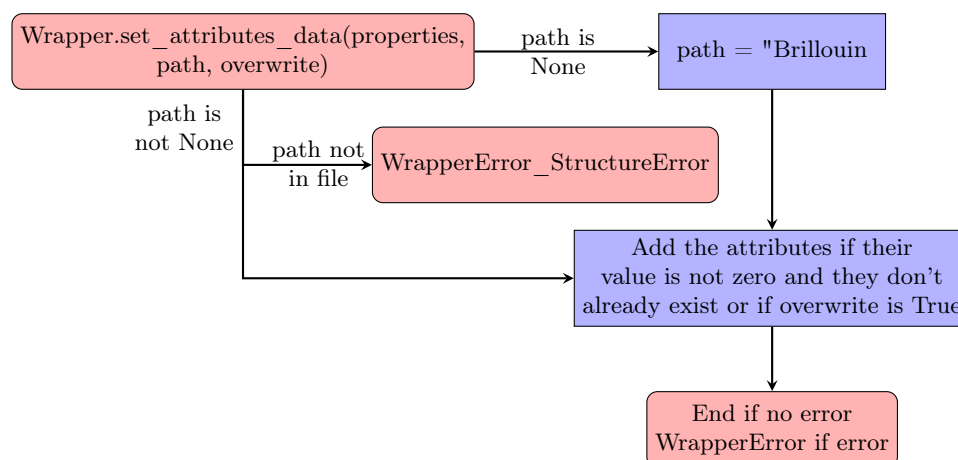 Wrapper.set_attributes_data(properties,
path, overwrite)
path is
None
path = "Brillouin
path is
not None
path not
in file
WrapperError_StructureError
Add the attributes if their
value is not zero and they don't
already exist or if overwrite is True
End if no error
WrapperError if error